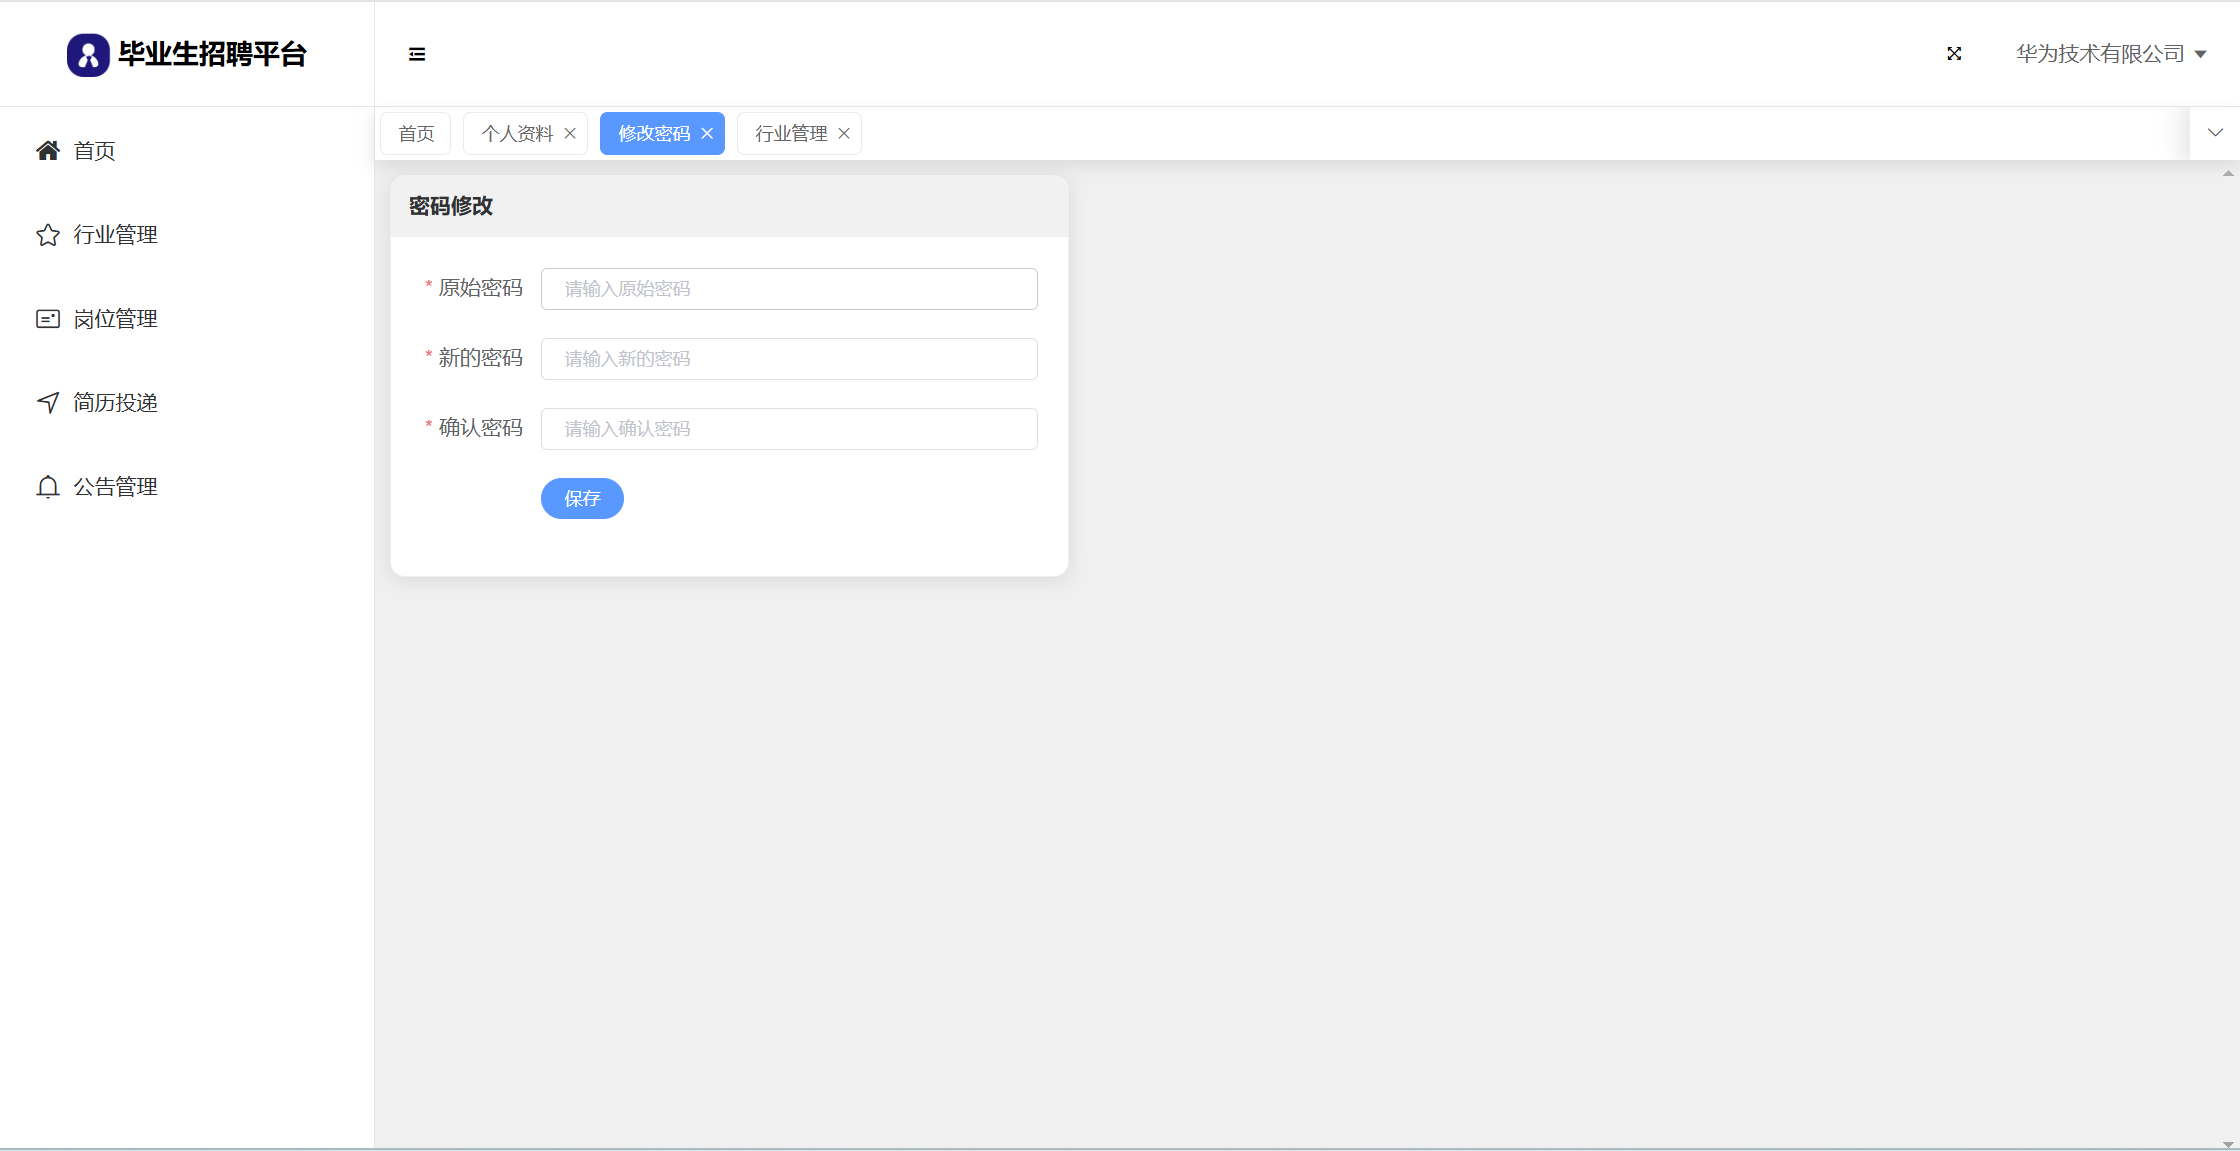 毕业生招聘平台
华为技术有限公司
首页
行业管理
岗位管理
简历投递
公告管理
首页 个人资料 修改密码 行业管理
密码修改
* 原始密码 请输入原始密码
* 新的密码 请输入新的密码
* 确认密码 请输入确认密码
保存